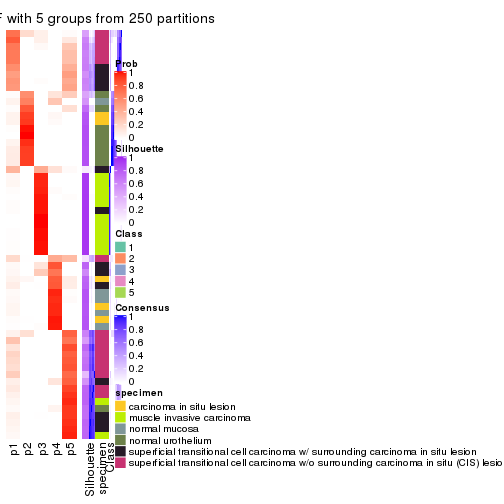 F with 5 groups from 250 partitions
Prob
1
0.8
0.6
0.4
0.2
0
Silhouette
1
0.8
0.6
0.4
0.2
0
Class
1
2
3
4
5
Consensus
1
0.8
0.6
0.4
0.2
0
specimen
carcinoma in situ lesion
muscle invasive carcinoma
normal mucosa
normal urothelium
superficial transitional cell carcinoma w/ surrounding carcinoma in situ lesion
superficial transitional cell carcinoma w/o surrounding carcinoma in situ (CIS) lesio
p1
p2
p3
p4
p5
Silhouette
specimen
Class